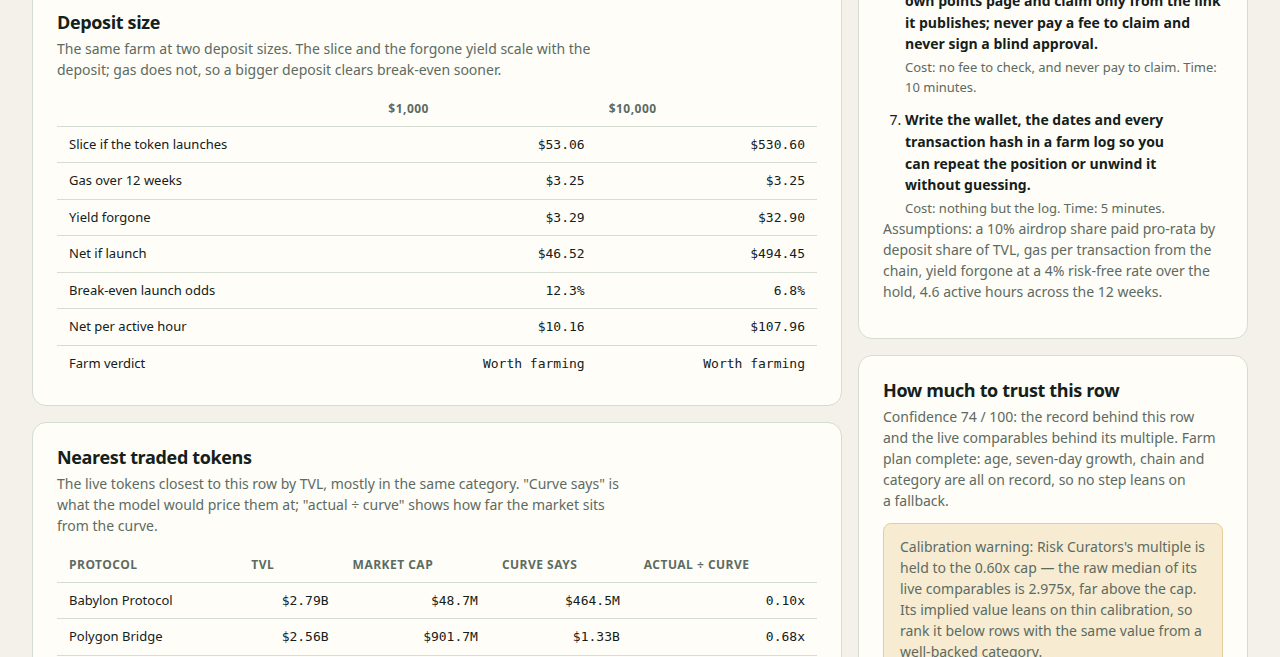 Deposit size
The same farm at two deposit sizes. The slice and the forgone yield scale with the
deposit; gas does not, so a bigger deposit clears break-even sooner.
$1,000 $10,000
Slice if the token launches $53.06 $530.60
Gas over 12 weeks $3.25 $3.25
Yield forgone $3.29 $32.90
Net if launch $46.52 $494.45
Break-even launch odds 12.3% 6.8%
Net per active hour $10.16 $107.96
Farm verdict Worth farming Worth farming
Nearest traded tokens
The live tokens closest to this row by TVL, mostly in the same category. "Curve says" is
what the model would price them at; "actual ÷ curve" shows how far the market sits
from the curve.
PROTOCOL TVL MARKET CAP CURVE SAYS ACTUAL ÷ CURVE
Babylon Protocol $2.79B $48.7M $464.5M 0.10x
Polygon Bridge $2.56B $901.7M $1.33B 0.68x
own points page and claim only from the link
it publishes; never pay a fee to claim and
never sign a blind approval.
Cost: no fee to check, and never pay to claim. Time:
10 minutes.
7. Write the wallet, the dates and every
transaction hash in a farm log so you
can repeat the position or unwind it
without guessing.
Cost: nothing but the log. Time: 5 minutes.
Assumptions: a 10% airdrop share paid pro-rata by
deposit share of TVL, gas per transaction from the
chain, yield forgone at a 4% risk-free rate over the
hold, 4.6 active hours across the 12 weeks.
How much to trust this row
Confidence 74 / 100: the record behind this row
and the live comparables behind its multiple. Farm
plan complete: age, seven-day growth, chain and
category are all on record, so no step leans on
a fallback.
Calibration warning: Risk Curators's multiple is
held to the 0.60x cap — the raw median of its
live comparables is 2.975x, far above the cap.
Its implied value leans on thin calibration, so
rank it below rows with the same value from a
well-backed category.